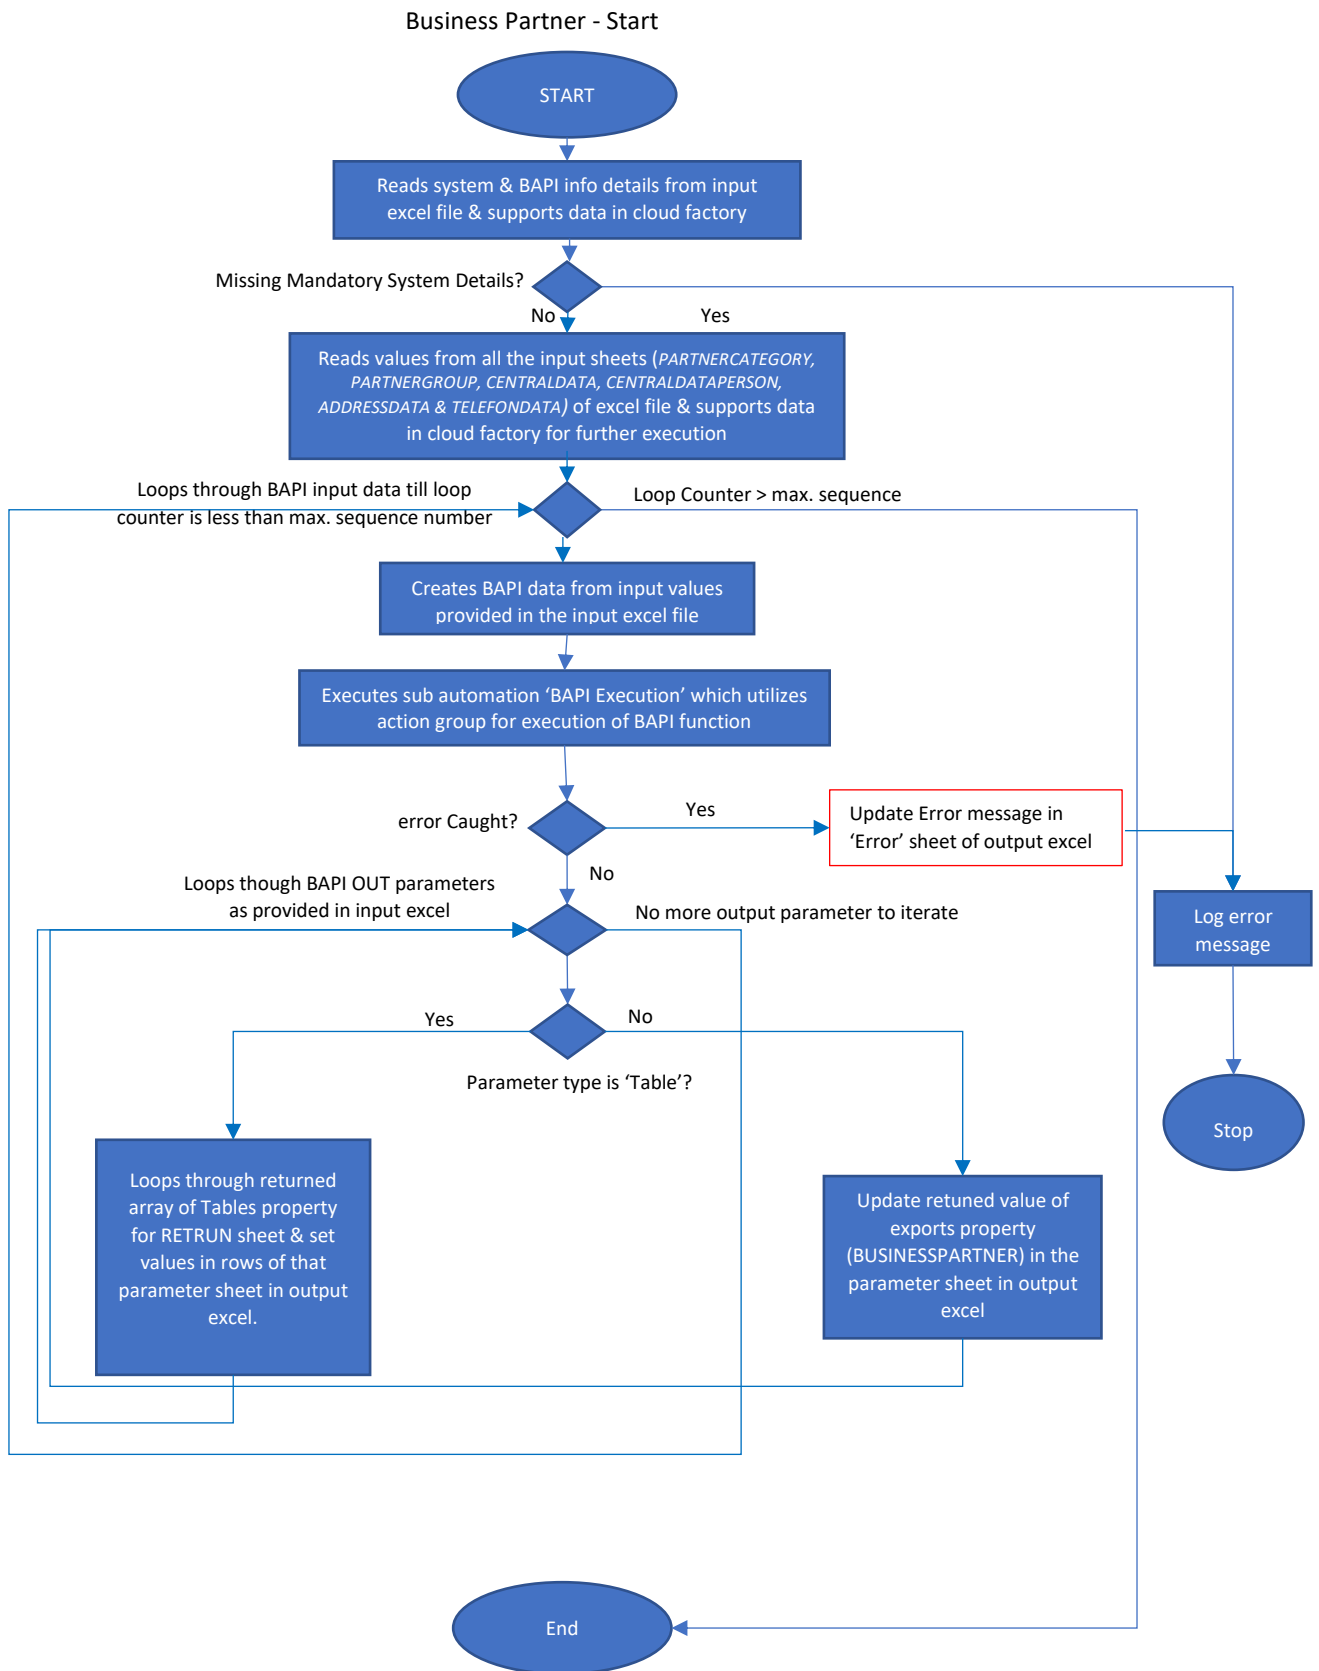 Business Partner - Start
START
Reads system & BAPI info details from input
excel file & supports data in cloud factory
Missing Mandatory System Details?
No
Yes
Reads values from all the input sheets (PARTNERCATEGORY,
PARTNERGROUP, CENTRALDATA, CENTRALDATAPERSON,
ADDRESSDATA & TELEFONDATA) of excel file & supports data
in cloud factory for further execution
Loops through BAPI input data till loop
counter is less than max. sequence number
Loop Counter > max. sequence
Creates BAPI data from input values
provided in the input excel file
Executes sub automation ‘BAPI Execution’ which utilizes
action group for execution of BAPI function
error Caught?
Yes
Update Error message in
‘Error’ sheet of output excel
No
Loops though BAPI OUT parameters
as provided in input excel
No more output parameter to iterate
Log error
message
Yes
No
Parameter type is ‘Table’?
Stop
Loops through returned
array of Tables property
for RETRUN sheet & set
values in rows of that
parameter sheet in output
excel.
Update retuned value of
exports property
(BUSINESSPARTNER) in the
parameter sheet in output
excel
End